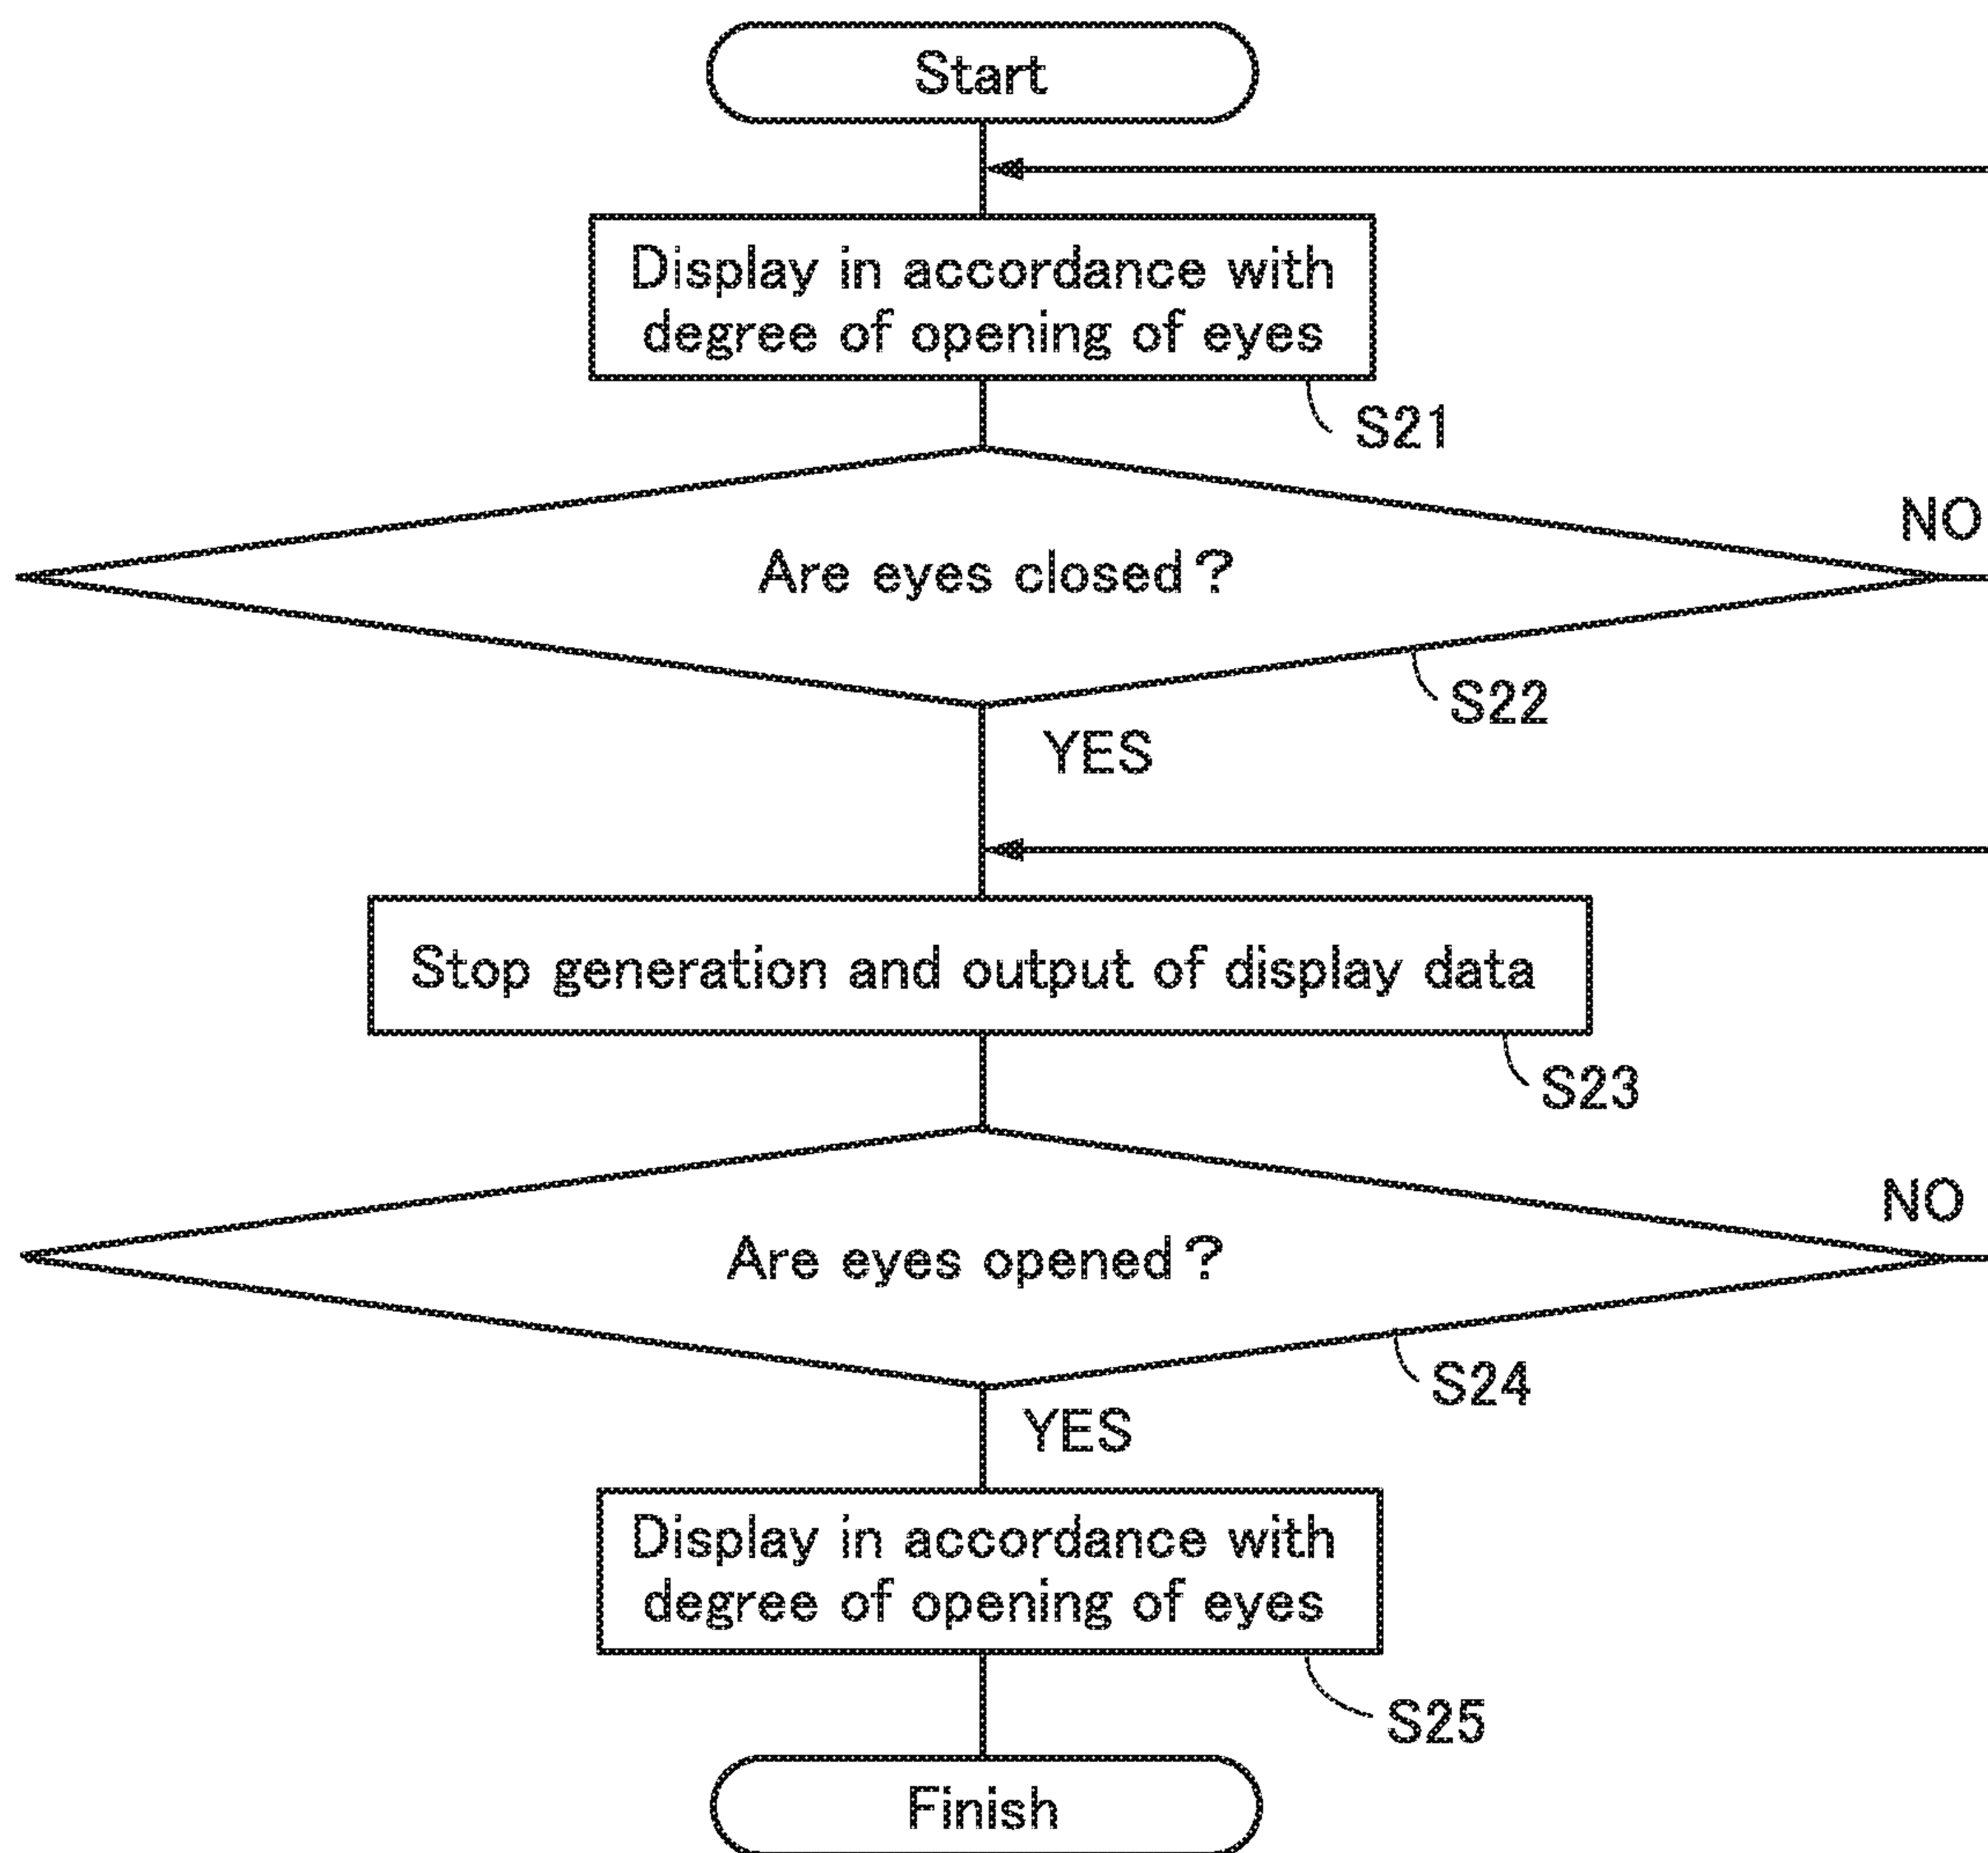 Start
Display in accordance with
degree of opening of eyes
S21
NO
Are eyes closed?
S22
YES
Stop generation and output of display data
S23
NO
Are eyes opened?
S24
YES
Display in accordance with
degree of opening of eyes
S25
Finish